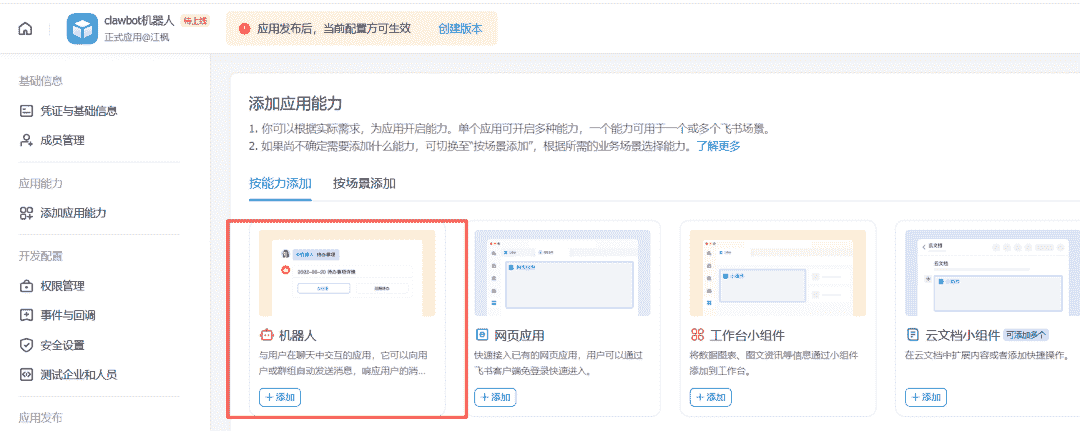 clawbot机器人 待上线
正式应用@江枫
应用发布后，当前配置方可生效 创建版本
基础信息
凭证与基础信息
成员管理
应用能力
添加应用能力
开发配置
权限管理
事件与回调
安全设置
测试企业和人员
应用发布
添加应用能力
1. 你可以根据实际需求，为应用开启能力。单个应用可开启多种能力，一个能力可用于一个或多个飞书场景。
2. 如果尚不确定需要添加什么能力，可切换至“按场景添加”，根据所需的业务场景选择能力。了解更多
按能力添加 按场景添加
机器人
与用户在聊天中交互的应用，它可以向用
户或群组自动发送消息，响应用户的消...
+ 添加
网页应用
快速接入已有的网页应用，用户可以通过
飞书客户端免登录快速进入。
+ 添加
工作台小组件
将数据图表、图文资讯等信息通过小组件
添加到工作台。
+ 添加
云文档
云文档小组件 可添加多个
在云文档中扩展内容或者添加快捷操作。
+ 添加